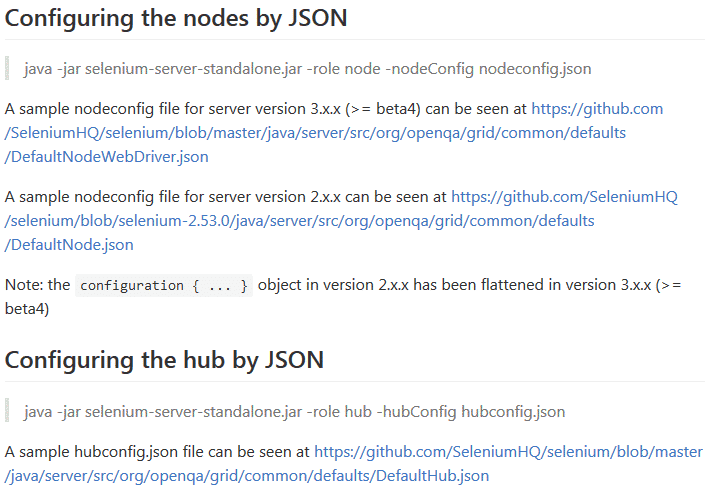 Configuring the nodes by JSON
java -jar selenium-server-standalone.jar -role node -nodeConfig nodeconfig.json
A sample nodeconfig file for server version 3.x.x (>= beta4) can be seen at https://github.com
/SeleniumHQ/selenium/blob/master/java/server/src/org/openqa/grid/common/defaults
/DefaultNodeWebDriver.json
A sample nodeconfig file for server version 2.x.x can be seen at https://github.com/SeleniumHQ
/selenium/blob/selenium-2.53.0/java/server/src/org/openqa/grid/common/defaults
/DefaultNode.json
Note: the configuration { ... } object in version 2.x.x has been flattened in version 3.x.x (>=
beta4)
Configuring the hub by JSON
java -jar selenium-server-standalone.jar -role hub -hubConfig hubconfig.json
A sample hubconfig.json file can be seen at https://github.com/SeleniumHQ/selenium/blob/master
/java/server/src/org/openqa/grid/common/defaults/DefaultHub.json